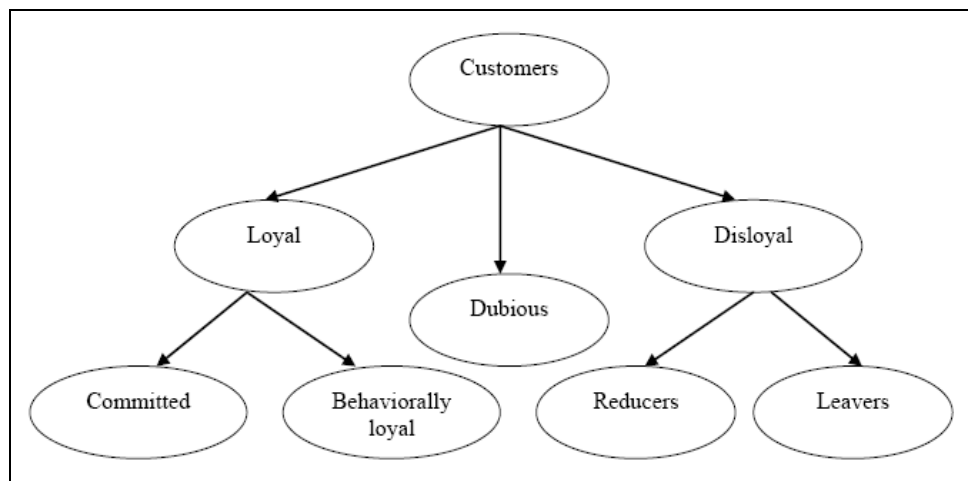 Customers
Loyal
Disloyal
Dubious
Committed
Behaviorally
loyal
Reducers
Leavers